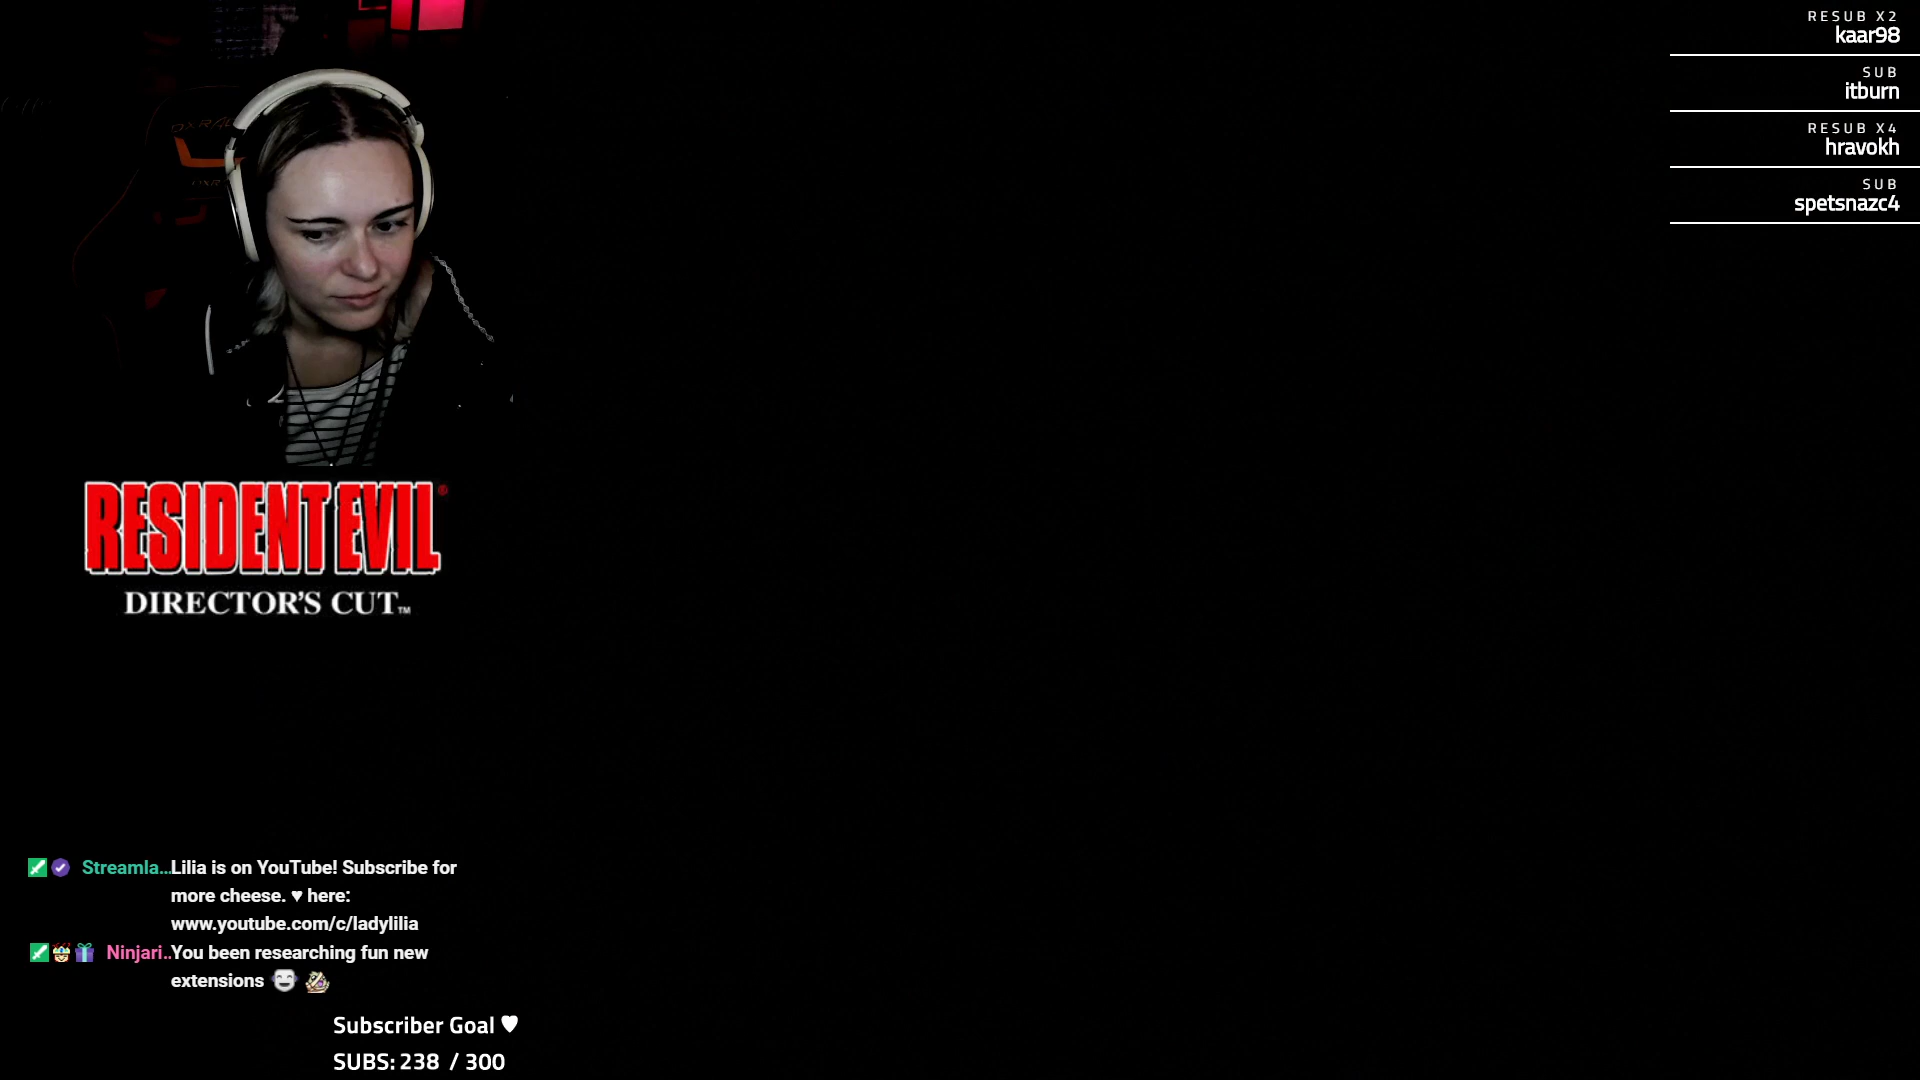 RESUB X2
kaar98
SUB
itburn
RESUB X4
hravokh
SUB
spetsnazc4
DXRACER
RESIDENT EVIL®
DIRECTOR'S CUT™
Streamla...Lilia is on YouTube! Subscribe for
more cheese. ♥ here:
www.youtube.com/c/ladylilia
Ninjari..You been researching fun new
extensions
Subscriber Goal ♥
SUBS: 238 / 300